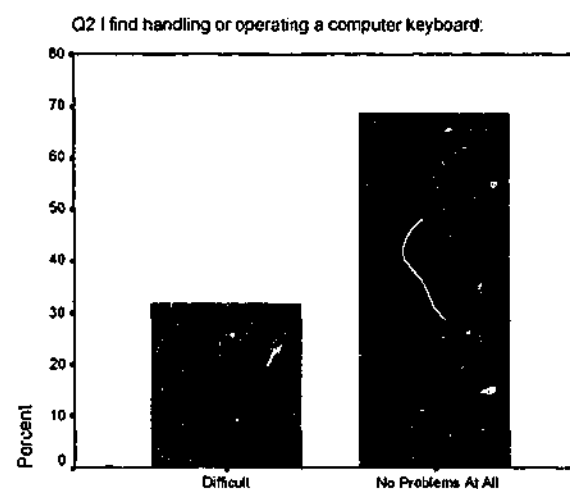 Q2 I find handling or operating a computer keyboard:
80
70
60
50
40
30
20
10
0
Percent
Difficult
No Problems At All